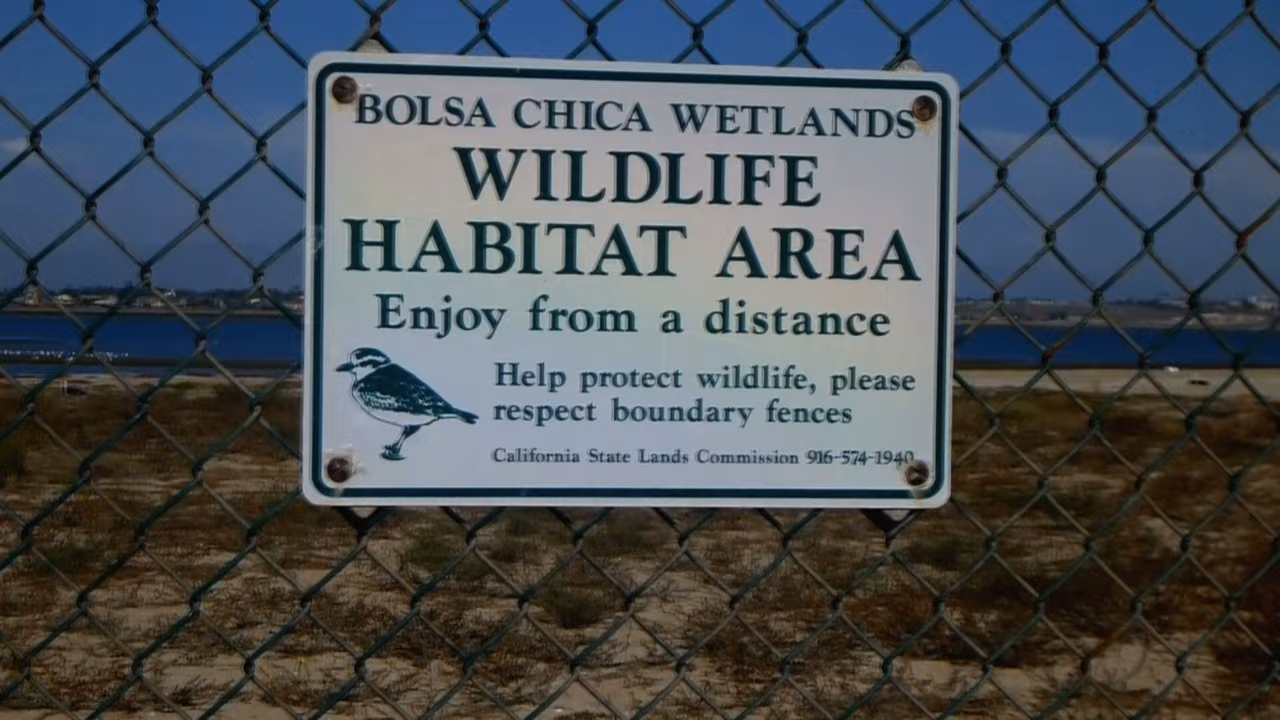 BOLSA CHICA WETLANDS
WILDLIFE
HABITAT AREA
Enjoy from a distance
Help protect wildlife, please
respect boundary fences
California State Lands Commission 916-574-1940